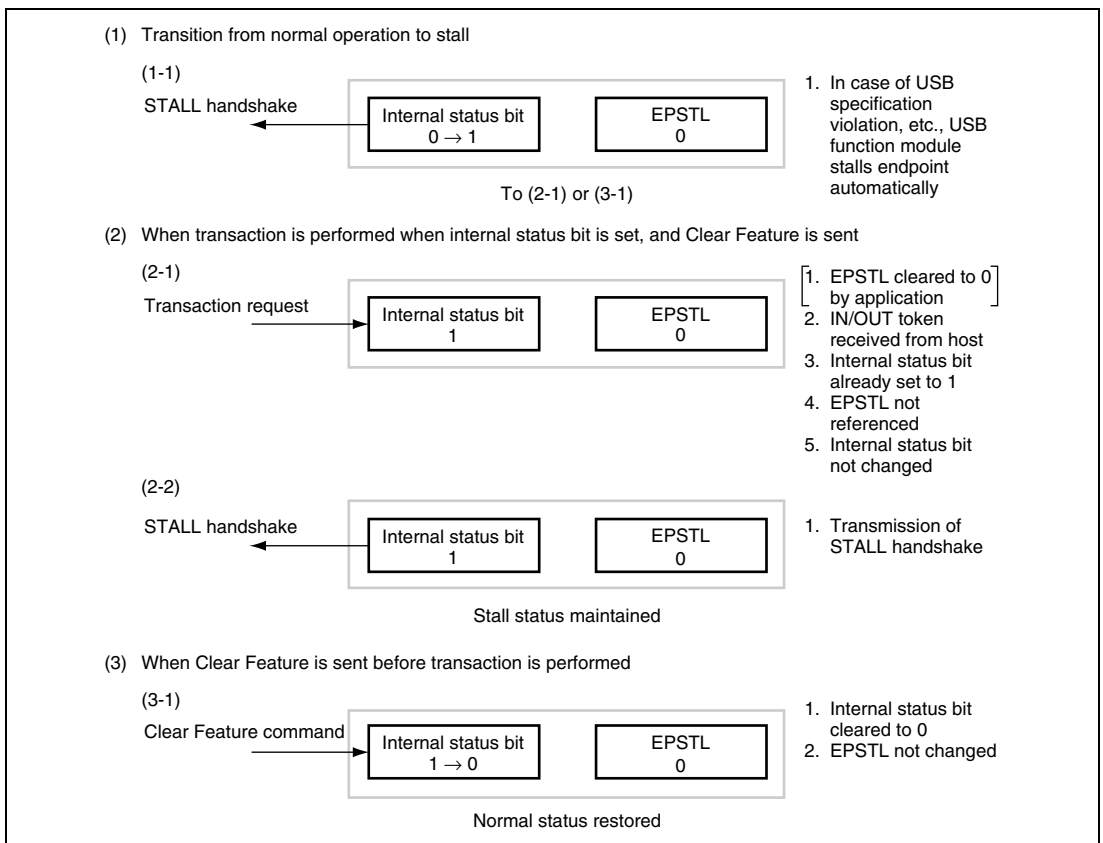 (1) Transition from normal operation to stall
(1-1)
STALL handshake
Internal status bit
0 → 1
EPSTL
0
1. In case of USB
specification
violation, etc., USB
function module
stalls endpoint
automatically
To (2-1) or (3-1)
(2) When transaction is performed when internal status bit is set, and Clear Feature is sent
(2-1)
Transaction request
Internal status bit
1
EPSTL
0
1. EPSTL cleared to 0
by application
2. IN/OUT token
received from host
3. Internal status bit
already set to 1
4. EPSTL not
referenced
5. Internal status bit
not changed
(2-2)
STALL handshake
Internal status bit
1
EPSTL
0
1. Transmission of
STALL handshake
Stall status maintained
(3) When Clear Feature is sent before transaction is performed
(3-1)
Clear Feature command
Internal status bit
1 → 0
EPSTL
0
1. Internal status bit
cleared to 0
2. EPSTL not changed
Normal status restored